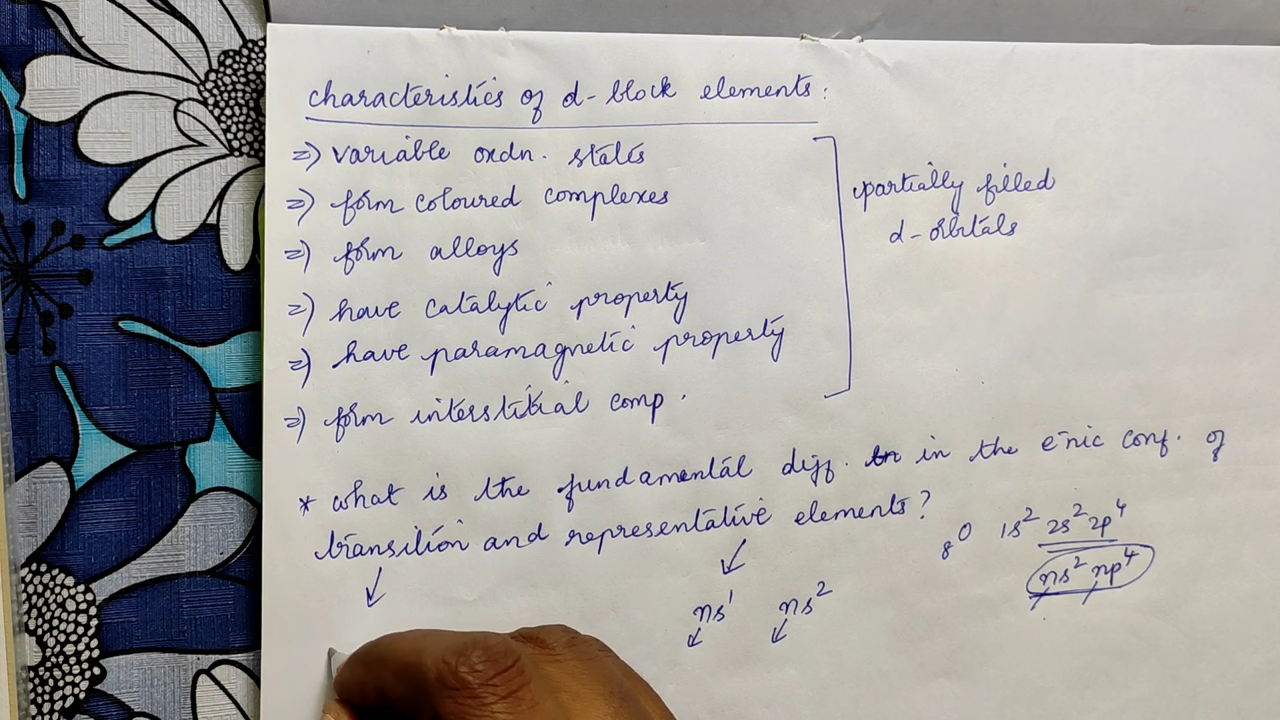 characteristics of d-block elements:
=) variable oxdn. states
=) form coloured complexes
=) form alloys
=) have catalytic property
=) have paramagnetic property
=) form interstitial comp.
partially filled
d-orbitals
* what is the fundamental diff. in the e⁻nic conf. of
transition and representative elements?
₈O 1s² 2s² 2p⁴
ns² np⁴
ns¹ ns²